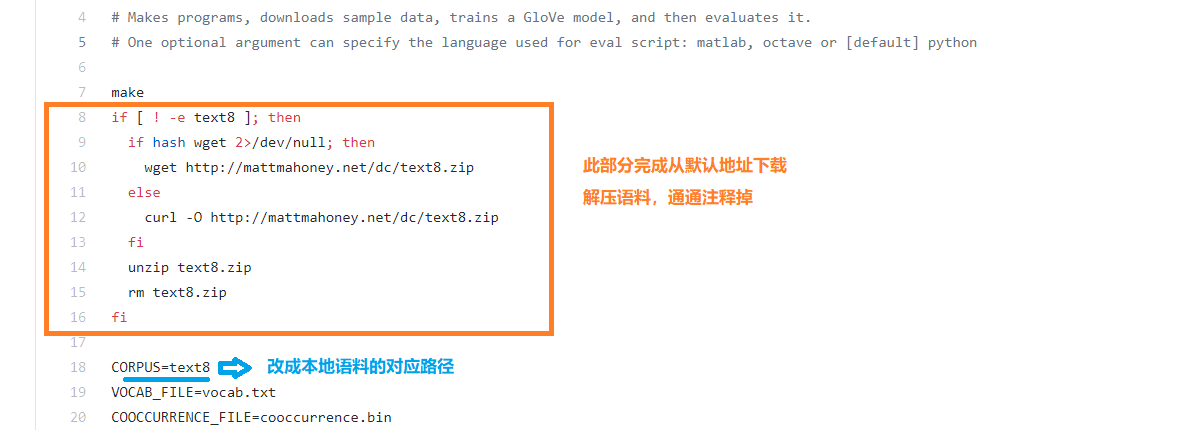 4 # Makes programs, downloads sample data, trains a GloVe model, and then evaluates it.
5 # One optional argument can specify the language used for eval script: matlab, octave or [default] python
6
7 make
8 if [ ! -e text8 ]; then
9 if hash wget 2>/dev/null; then
10 wget http://mattmahoney.net/dc/text8.zip
11 else
12 curl -O http://mattmahoney.net/dc/text8.zip
13 fi
14 unzip text8.zip
15 rm text8.zip
16 fi
此部分完成从默认地址下载
解压语料，通通注释掉
17
18 CORPUS=text8 改成本地语料的对应路径
19 VOCAB_FILE=vocab.txt
20 COOCCURRENCE_FILE=cooccurrence.bin